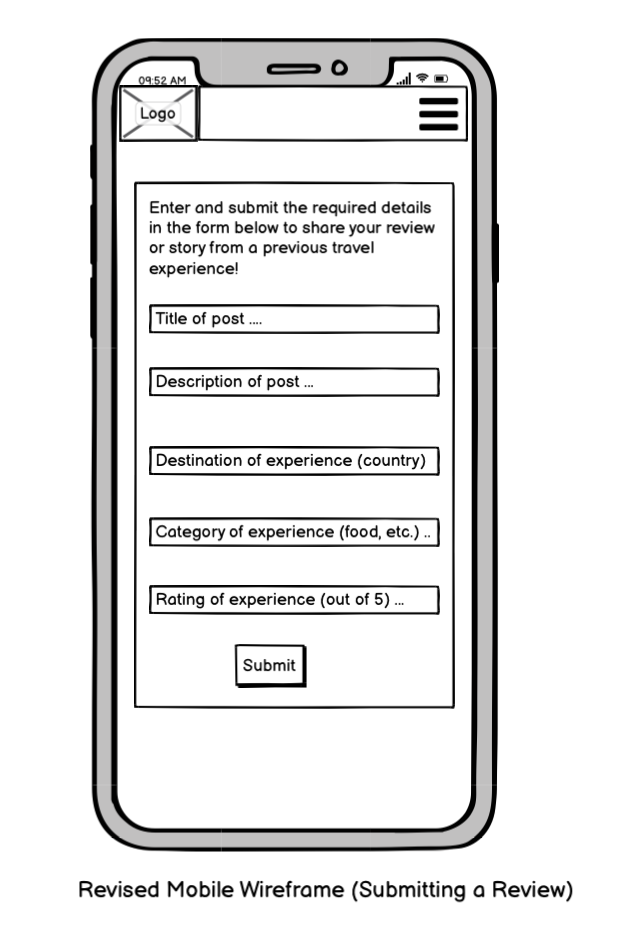 09:52 AM
Logo
Enter and submit the required details
in the form below to share your review
or story from a previous travel
experience!
Title of post ....
Description of post ...
Destination of experience (country)
Category of experience (food, etc.) ..
Rating of experience (out of 5) ...
Submit
Revised Mobile Wireframe (Submitting a Review)